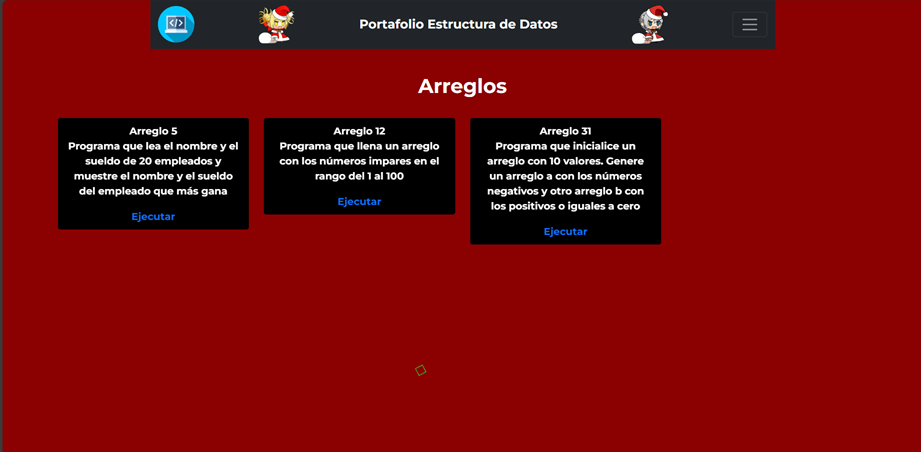 </>
Portafolio Estructura de Datos
Arreglos
Arreglo 5
Programa que lea el nombre y el
sueldo de 20 empleados y
muestre el nombre y el sueldo
del empleado que más gana
Ejecutar
Arreglo 12
Programa que llena un arreglo
con los números impares en el
rango del 1 al 100
Ejecutar
Arreglo 31
Programa que inicialice un
arreglo con 10 valores. Genere
un arreglo a con los números
negativos y otro arreglo b con
los positivos o iguales a cero
Ejecutar